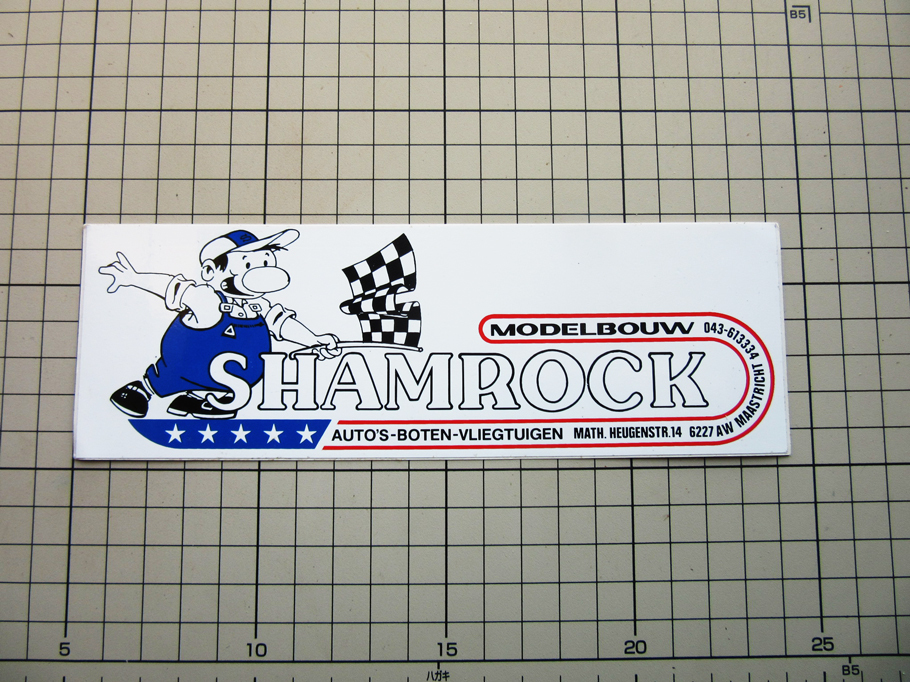 B5
MODELBOUW 043-613334
SHAMROCK
AUTO'S-BOTEN-VLIEGTUIGEN MATH. HEUGENSTR.14 6227 AW MAASTRICHT
5 10 15 20 25
ハガキ B5